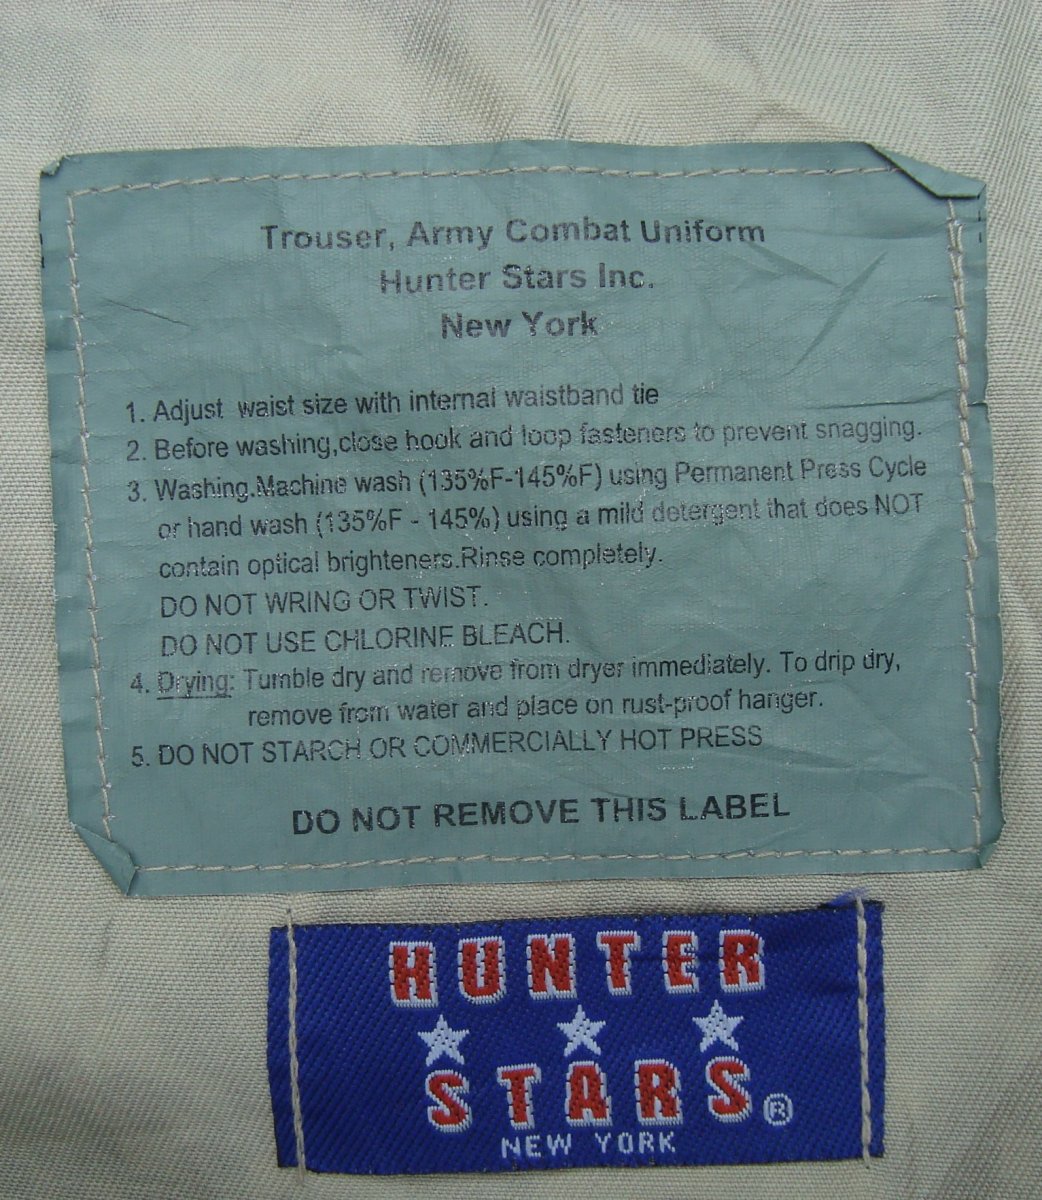 Trouser, Army Combat Uniform
Hunter Stars Inc.
New York
1. Adjust waist size with internal waistband tie
2. Before washing,close hook and loop fasteners to prevent snagging.
3. Washing.Machine wash (135%F-145%F) using Permanent Press Cycle
or hand wash (135%F - 145%) using a mild detergent that does NOT
contain optical brighteners.Rinse completely.
DO NOT WRING OR TWIST.
DO NOT USE CHLORINE BLEACH.
4. Drying: Tumble dry and remove from dryer immediately. To drip dry,
remove from water and place on rust-proof hanger.
5. DO NOT STARCH OR COMMERCIALLY HOT PRESS
DO NOT REMOVE THIS LABEL
HUNTER
STARS®
NEW YORK